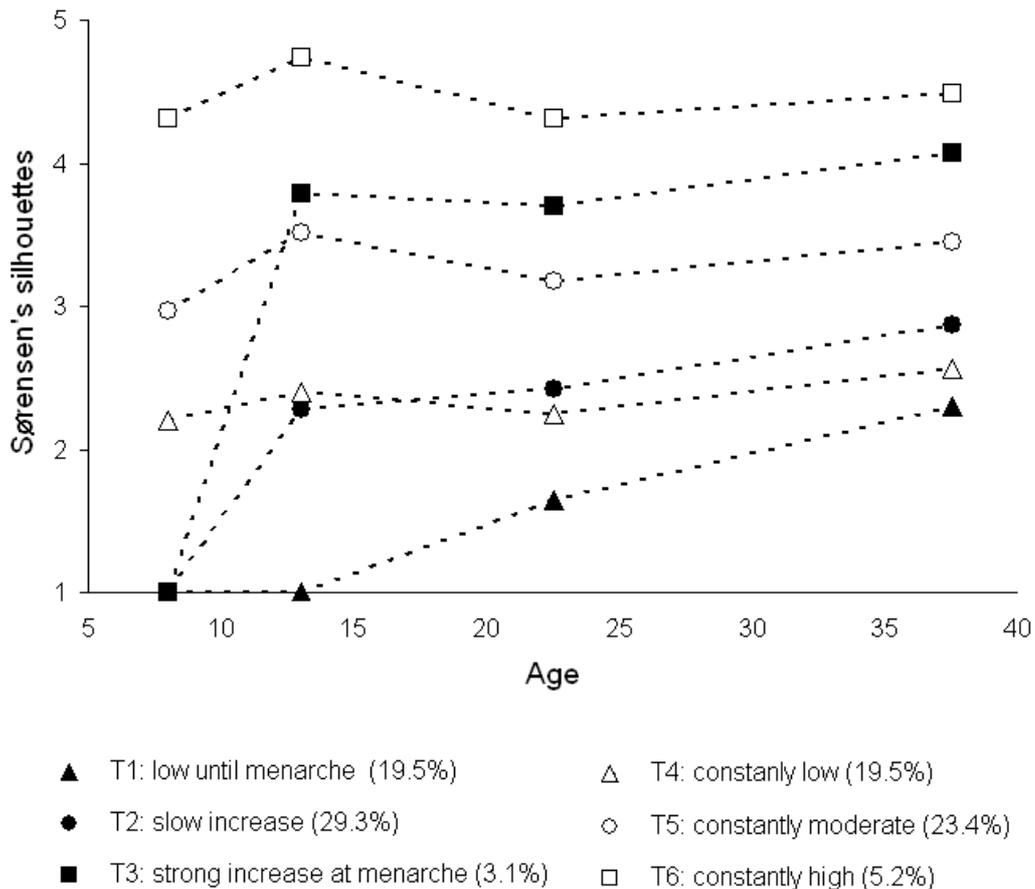 5
4
3
2
1
Sørensen's silhouettes
5 10 15 20 25 30 35 40
Age
T1: low until menarche (19.5%)
T4: constanly low (19.5%)
T2: slow increase (29.3%)
T5: constantly moderate (23.4%)
T3: strong increase at menarche (3.1%)
T6: constantly high (5.2%)